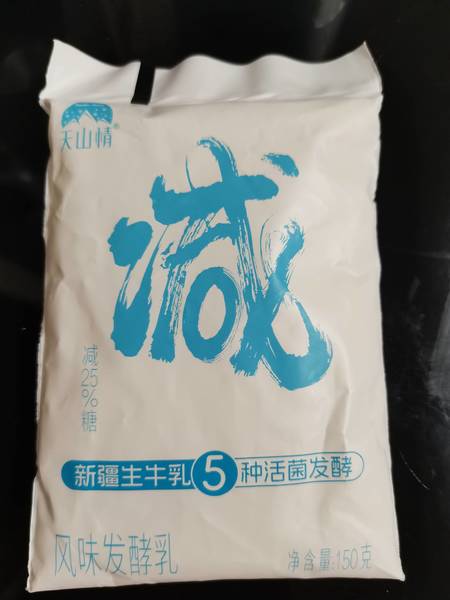 天山情®
减
减25%糖
新疆生牛乳5种活菌发酵
风味发酵乳
净含量:150克